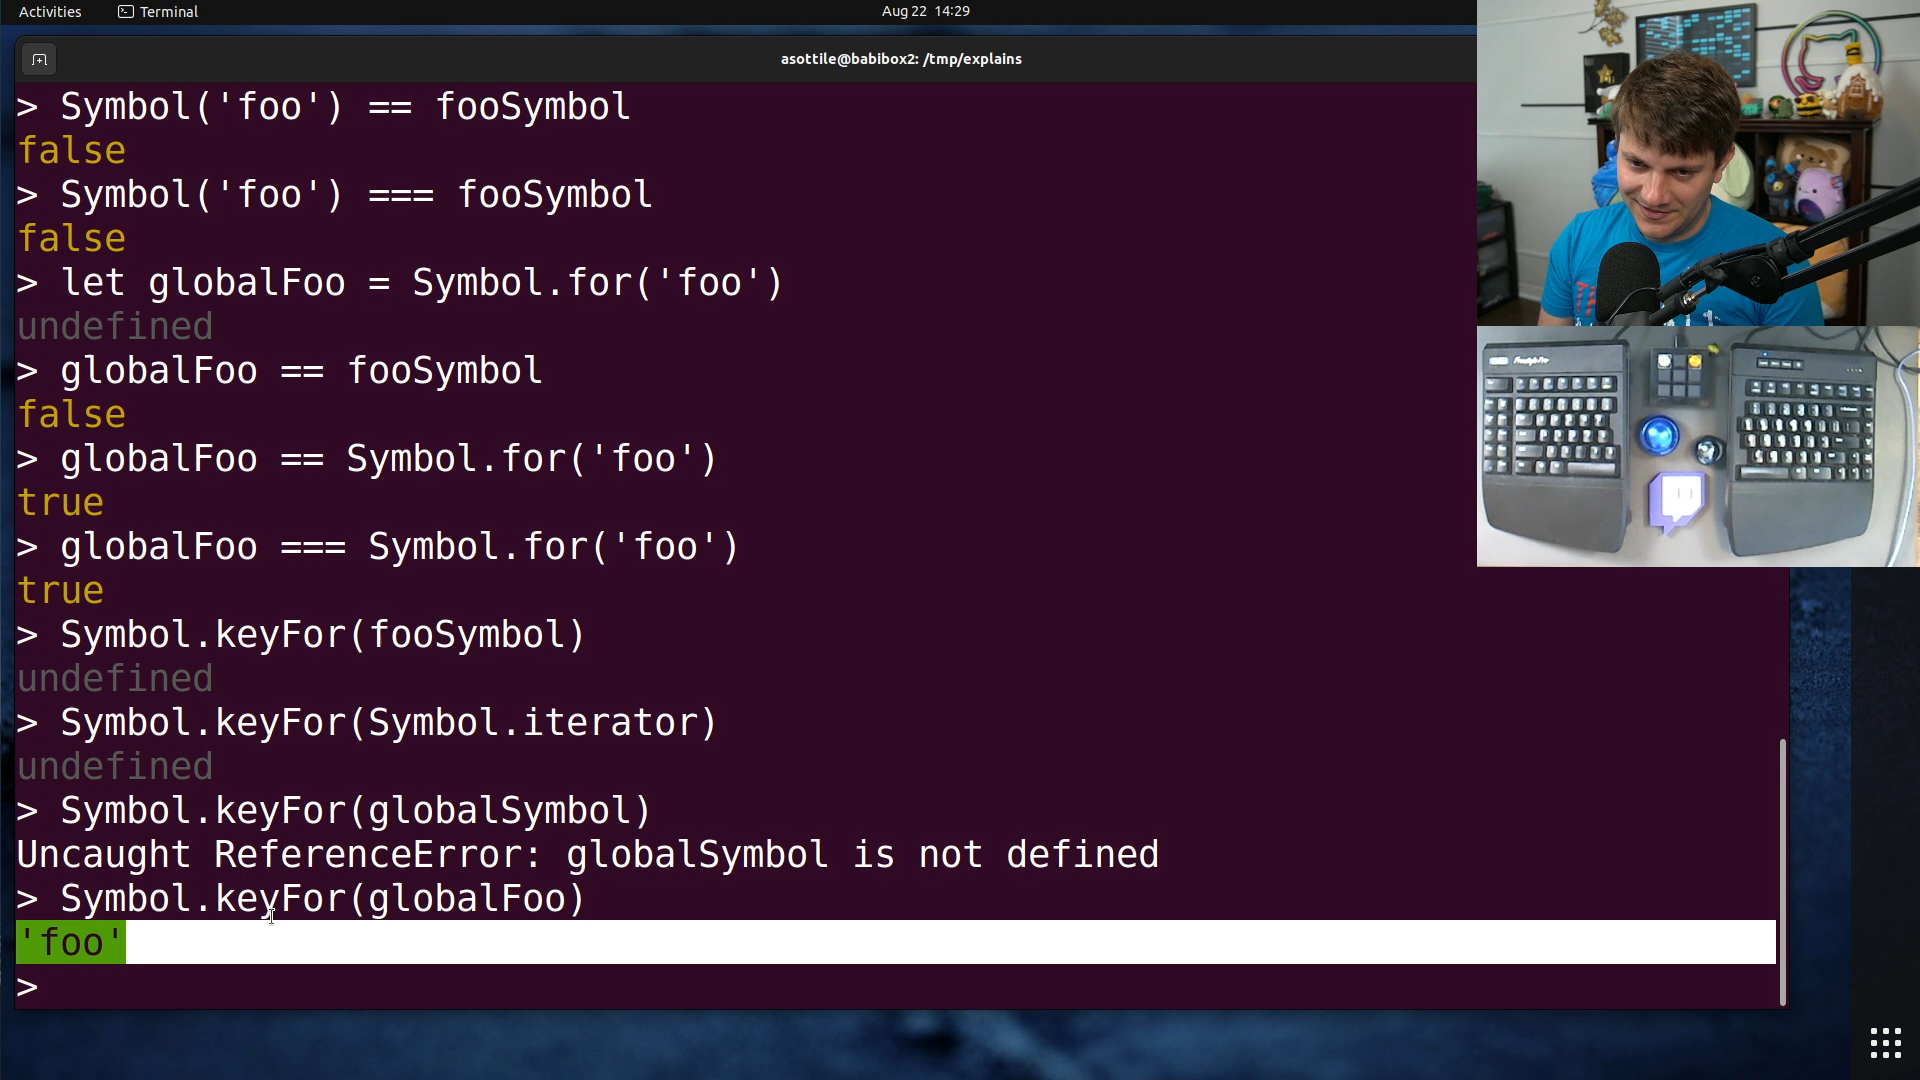 Activities
Terminal
Aug 22 14:29
asottile@babibox2: /tmp/explains
> Symbol('foo') == fooSymbol
false
> Symbol('foo') === fooSymbol
false
> let globalFoo = Symbol.for('foo')
undefined
> globalFoo == fooSymbol
false
> globalFoo == Symbol.for('foo')
true
> globalFoo === Symbol.for('foo')
true
> Symbol.keyFor(fooSymbol)
undefined
> Symbol.keyFor(Symbol.iterator)
undefined
> Symbol.keyFor(globalSymbol)
Uncaught ReferenceError: globalSymbol is not defined
> Symbol.keyFor(globalFoo)
'foo'
>